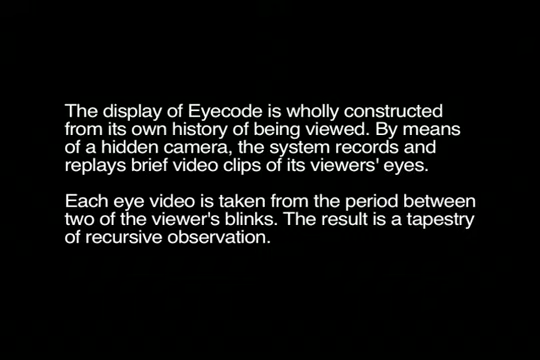 The display of Eyecode is wholly constructed
from its own history of being viewed. By means
of a hidden camera, the system records and
replays brief video clips of its viewers' eyes.
Each eye video is taken from the period between
two of the viewer's blinks. The result is a tapestry
of recursive observation.